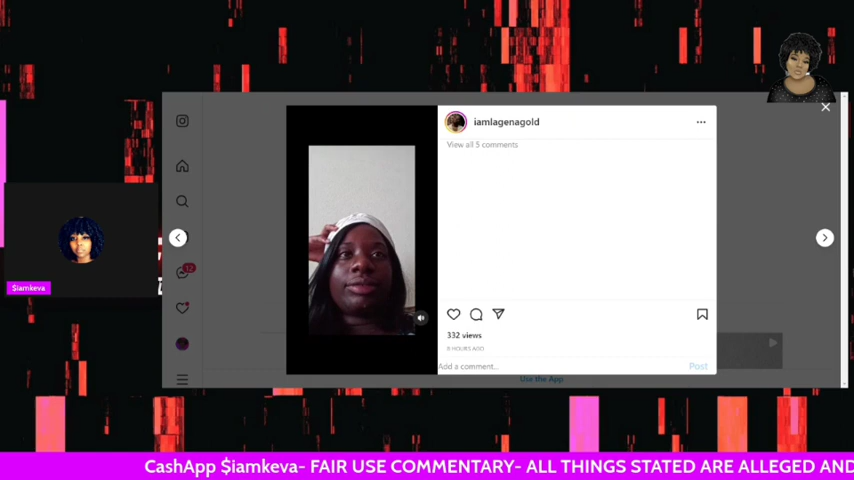 iamlagenagold
View all 5 comments
12
$iamkeva
332 views
8 HOURS AGO
Add a comment...
Post
Use the App
CashApp $iamkeva- FAIR USE COMMENTARY- ALL THINGS STATED ARE ALLEGED AND